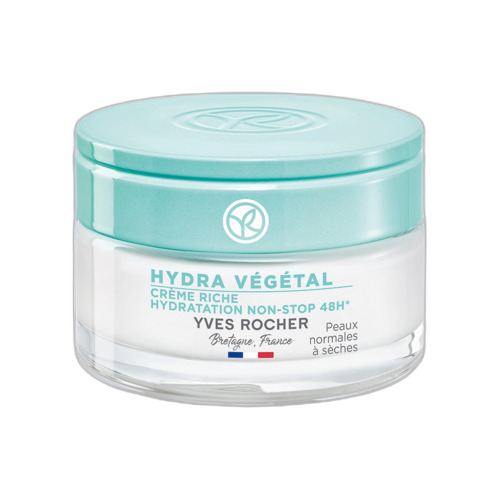 HYDRA VÉGÉTAL
CRÈME RICHE
HYDRATATION NON-STOP 48H*
YVES ROCHER
Bretagne, France
Peaux
normales
à sèches